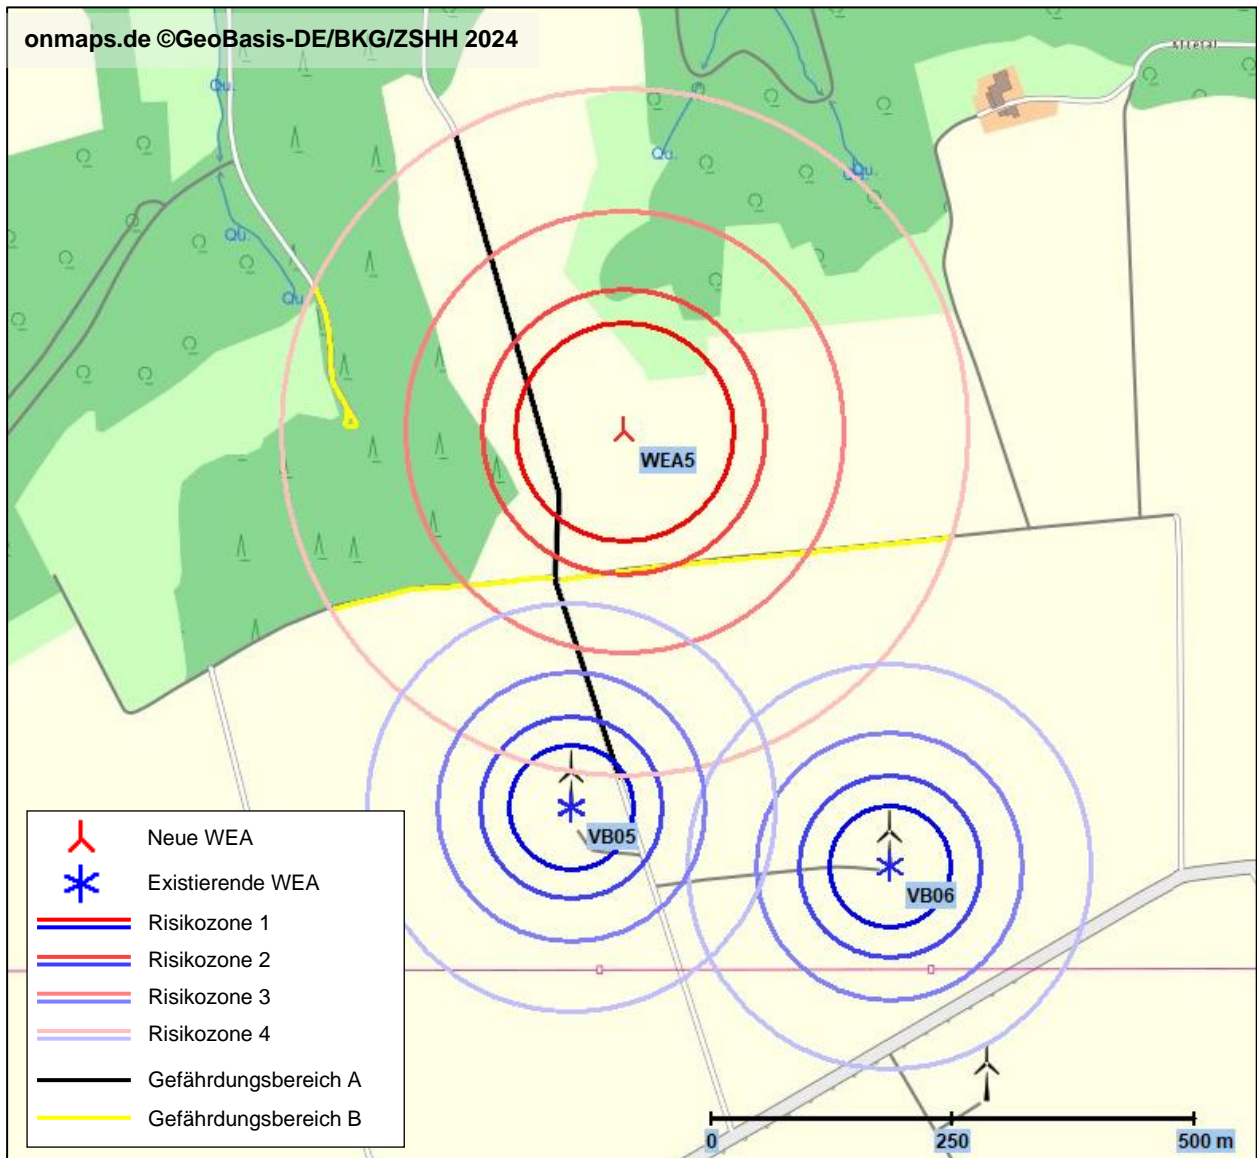 onmaps.de ©GeoBasis-DE/BKG/ZSHH 2024
Qu.
Qu.
Qu.
Qu.
Qu.
WEA5
VB05
VB06
Neue WEA
Existierende WEA
Risikozone 1
Risikozone 2
Risikozone 3
Risikozone 4
Gefährdungsbereich A
Gefährdungsbereich B
0 250 500 m